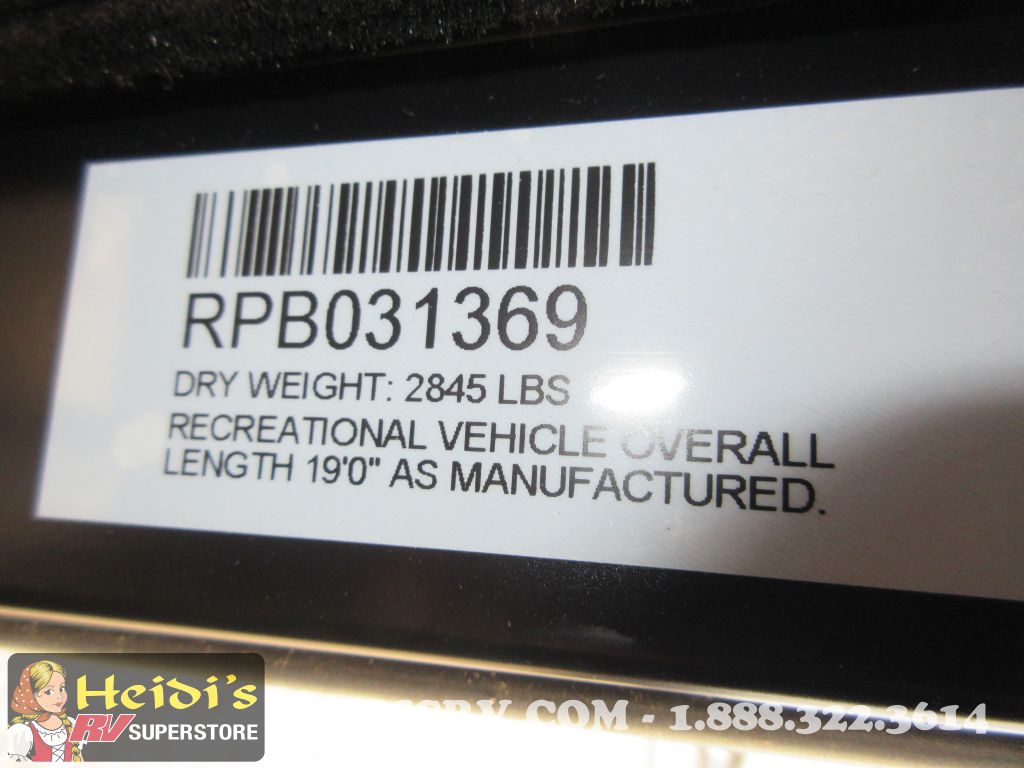 RPB031369
DRY WEIGHT: 2845 LBS
RECREATIONAL VEHICLE OVERALL
LENGTH 19'0" AS MANUFACTURED.
Heidi's
RV SUPERSTORE
.COM - 1.888.322.3614